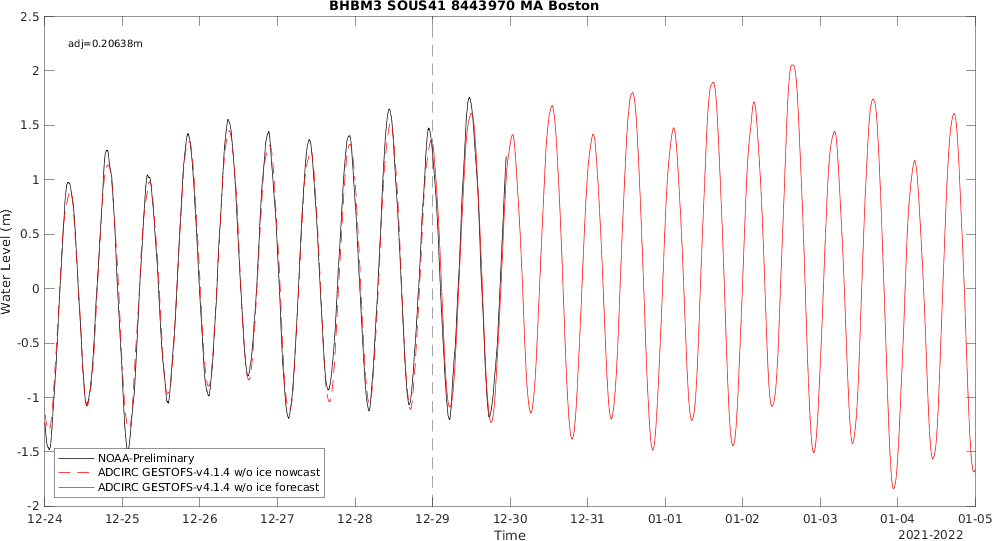 BHBM3 SOUS41 8443970 MA Boston
adj=0.20638m
2.5
2
1.5
1
0.5
0
-0.5
-1
-1.5
-2
Water Level (m)
NOAA-Preliminary
ADCIRC GESTOFS-v4.1.4 w/o ice nowcast
ADCIRC GESTOFS-v4.1.4 w/o ice forecast
12-24 12-25 12-26 12-27 12-28 12-29 12-30 12-31 01-01 01-02 01-03 01-04 01-05
Time
2021-2022